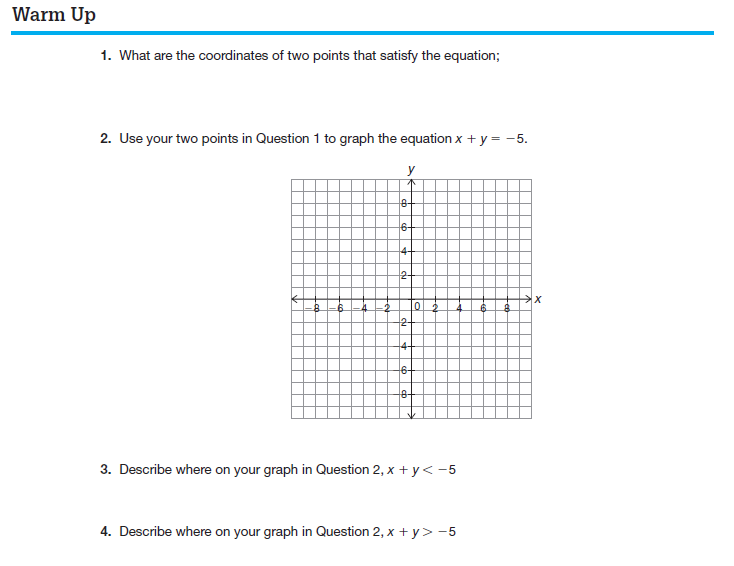 Warm Up
1. What are the coordinates of two points that satisfy the equation;
2. Use your two points in Question 1 to graph the equation x + y = −5.
y
8
6
4
2
x
−8 −6 −4 −2 0 2 4 6 8
−2
−4
−6
−8
3. Describe where on your graph in Question 2, x + y < −5
4. Describe where on your graph in Question 2, x + y > −5